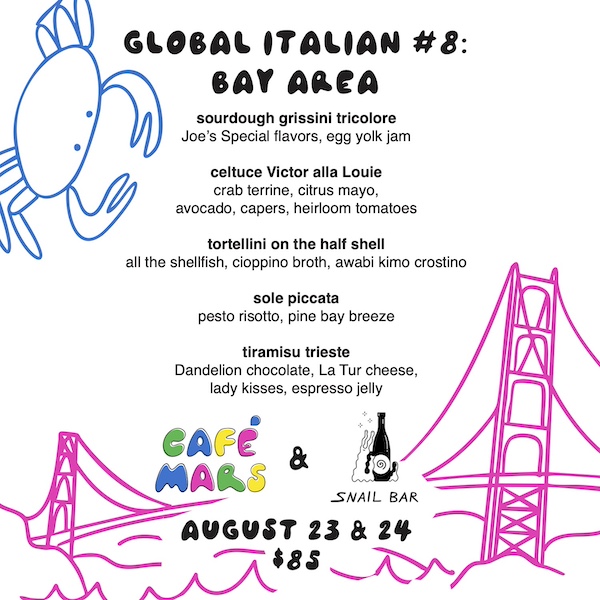 GLOBAL ITALIAN #8:
BAY AREA
sourdough grissini tricolore
Joe's Special flavors, egg yolk jam
celtuce Victor alla Louie
crab terrine, citrus mayo,
avocado, capers, heirloom tomatoes
tortellini on the half shell
all the shellfish, cioppino broth, awabi kimo crostino
sole piccata
pesto risotto, pine bay breeze
tiramisu trieste
Dandelion chocolate, La Tur cheese,
lady kisses, espresso jelly
CAFÉ
MARS
&
SNAIL BAR
AUGUST 23 & 24
$85